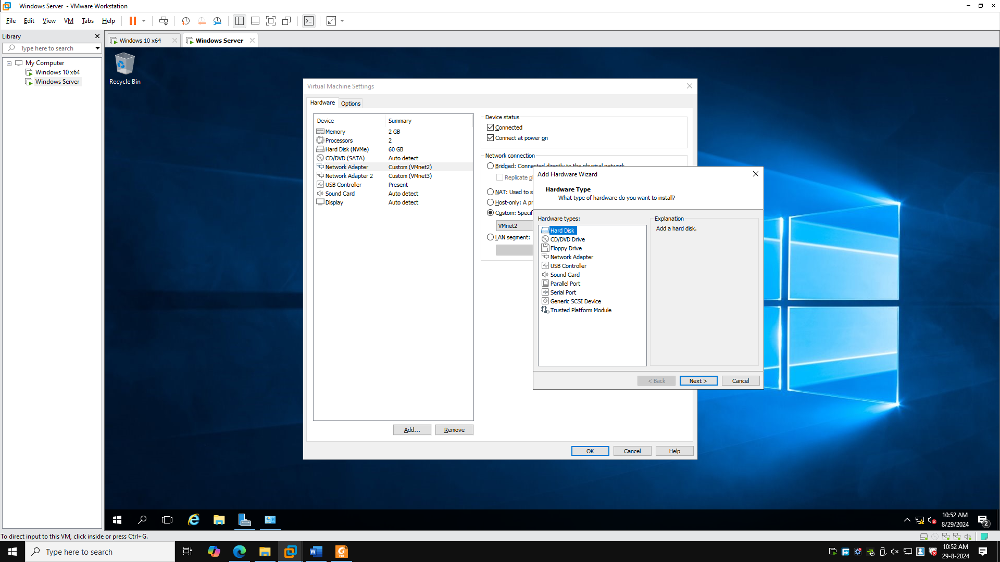 Windows Server - VMware Workstation
File Edit View VM Tabs Help
Library
Type here to search
My Computer
Windows 10 x64
Windows Server
Windows 10 x64
Windows Server
Recycle Bin
Virtual Machine Settings
Hardware Options
Device Summary
Memory 2 GB
Processors 2
Hard Disk (NVMe) 60 GB
CD/DVD (SATA) Auto detect
Network Adapter Custom (VMnet2)
Network Adapter 2 Custom (VMnet3)
USB Controller Present
Sound Card Auto detect
Display Auto detect
Add... Remove
Device status
Connected
Connect at power on
Network connection
Bridged: Connected directly to the physical network
Replicate
NAT: Used to s
Host-only: A pr
Custom: Specif
VMnet2
LAN segment:
OK Cancel Help
Add Hardware Wizard
Hardware Type
What type of hardware do you want to install?
Hardware types:
Hard Disk
CD/DVD Drive
Floppy Drive
Network Adapter
USB Controller
Sound Card
Parallel Port
Serial Port
Generic SCSI Device
Trusted Platform Module
Explanation
Add a hard disk.
< Back Next > Cancel
10:52 AM
8/29/2024
2
To direct input to this VM, click inside or press Ctrl+G.
Type here to search
10:52 AM
29-8-2024